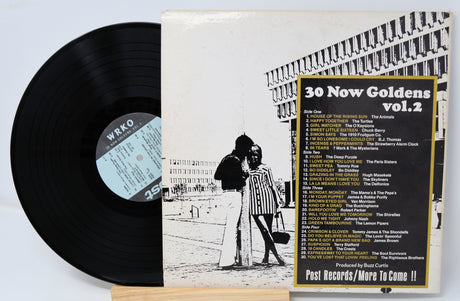 WRKO
30 Now Goldens
vol.2
Side One
1. HOUSE OF THE RISING SUN The Animals
2. HAPPY TOGETHER The Turtles
3. GIRL WATCHER The O'Kaysions
4. SWEET LITTLE SIXTEEN Chuck Berry
5. SIMON SAYS The 1910 Fruitgum Co.
6. I'M SO LONESOME I COULD CRY B.J. Thomas
7. INCENSE & PEPPERMINTS The Strawberry Alarm Clock
8. 96 TEARS ? Mark & The Mysterians
Side Two
9. HUSH The Deep Purple
10. I LOVE HOW YOU LOVE ME The Paris Sisters
11. SWEET PEA Tommy Roe
12. BO DIDDLEY Bo Diddley
13. GRAZING IN THE GRASS Hugh Masekela
14. SINCE I DON'T HAVE YOU The Skyliners
15. LA LA MEANS I LOVE YOU The Delfonics
Side Three
16. MONDAY MONDAY The Mama's & The Papa's
17. I'M YOUR PUPPET James & Bobby Purify
18. BROWN EYED GIRL Van Morrison
19. KIND OF A DRAG The Buckinghams
20. BAREFOOTIN' Robert Parker
21. WILL YOU LOVE ME TOMORROW The Shirelles
22. HOLD ME TIGHT Johnny Nash
23. GREEN TAMBOURINE The Lemon Pipers
Side Four
24. CRIMSON & CLOVER Tommy James & The Shondells
25. DO YOU BELIEVE IN MAGIC The Lovin' Spoonful
26. PAPA'S GOT A BRAND NEW BAG James Brown
27. SUSPICION Terry Stafford
28. 16 CANDLES The Crests
29. EXPRESSWAY TO YOUR HEART The Soul Survivors
30. YOU'VE LOST THAT LOVIN' FEELING The Righteous Brothers
Produced by Buzz Curtis
Post Records/More To Come !!